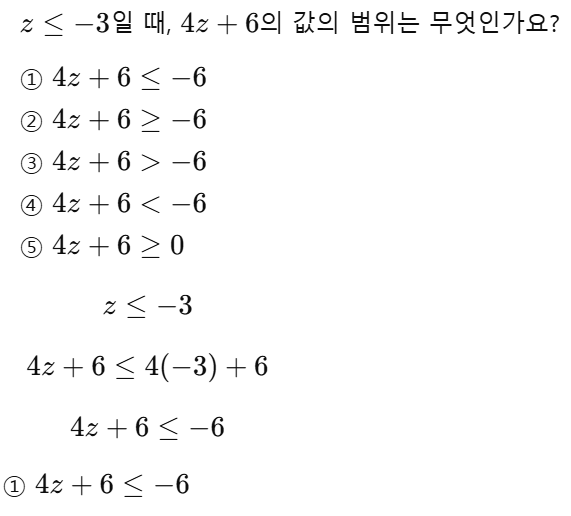 z ≤ −3일 때, 4z + 6의 값의 범위는 무엇인가요?
① 4z + 6 ≤ −6
② 4z + 6 ≥ −6
③ 4z + 6 > −6
④ 4z + 6 < −6
⑤ 4z + 6 ≥ 0
z ≤ −3
4z + 6 ≤ 4(−3) + 6
4z + 6 ≤ −6
① 4z + 6 ≤ −6